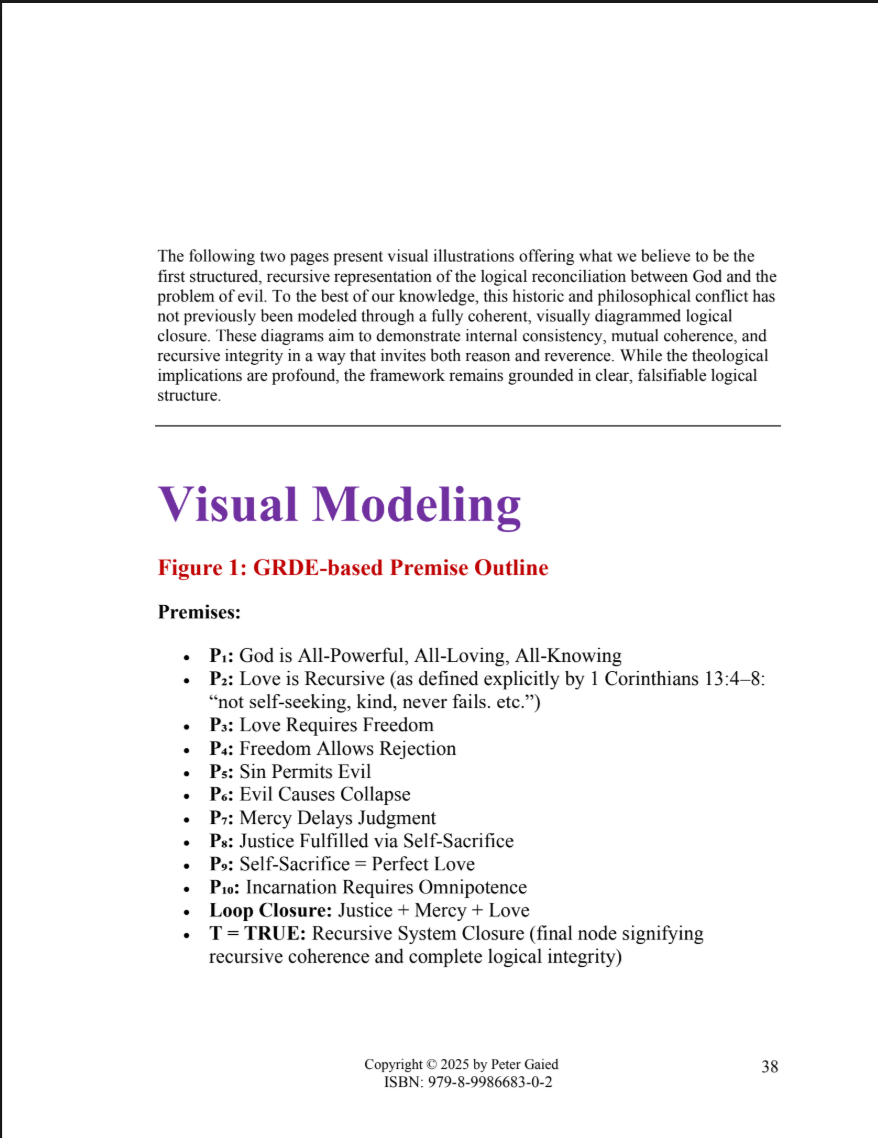 The following two pages present visual illustrations offering what we believe to be the
first structured, recursive representation of the logical reconciliation between God and the
problem of evil. To the best of our knowledge, this historic and philosophical conflict has
not previously been modeled through a fully coherent, visually diagrammed logical
closure. These diagrams aim to demonstrate internal consistency, mutual coherence, and
recursive integrity in a way that invites both reason and reverence. While the theological
implications are profound, the framework remains grounded in clear, falsifiable logical
structure.
Visual Modeling
Figure 1: GRDE-based Premise Outline
Premises:
• P₁: God is All-Powerful, All-Loving, All-Knowing
• P₂: Love is Recursive (as defined explicitly by 1 Corinthians 13:4–8:
“not self-seeking, kind, never fails. etc.”)
• P₃: Love Requires Freedom
• P₄: Freedom Allows Rejection
• P₅: Sin Permits Evil
• P₆: Evil Causes Collapse
• P₇: Mercy Delays Judgment
• P₈: Justice Fulfilled via Self-Sacrifice
• P₉: Self-Sacrifice = Perfect Love
• P₁₀: Incarnation Requires Omnipotence
• Loop Closure: Justice + Mercy + Love
• T = TRUE: Recursive System Closure (final node signifying
recursive coherence and complete logical integrity)
Copyright © 2025 by Peter Gaied
38
ISBN: 979-8-9986683-0-2